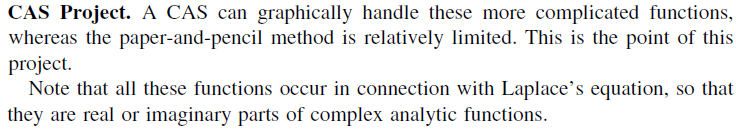 CAS Project. A CAS can graphically handle these more complicated functions,
whereas the paper-and-pencil method is relatively limited. This is the point of this
project.
Note that all these functions occur in connection with Laplace's equation, so that
they are real or imaginary parts of complex analytic functions.